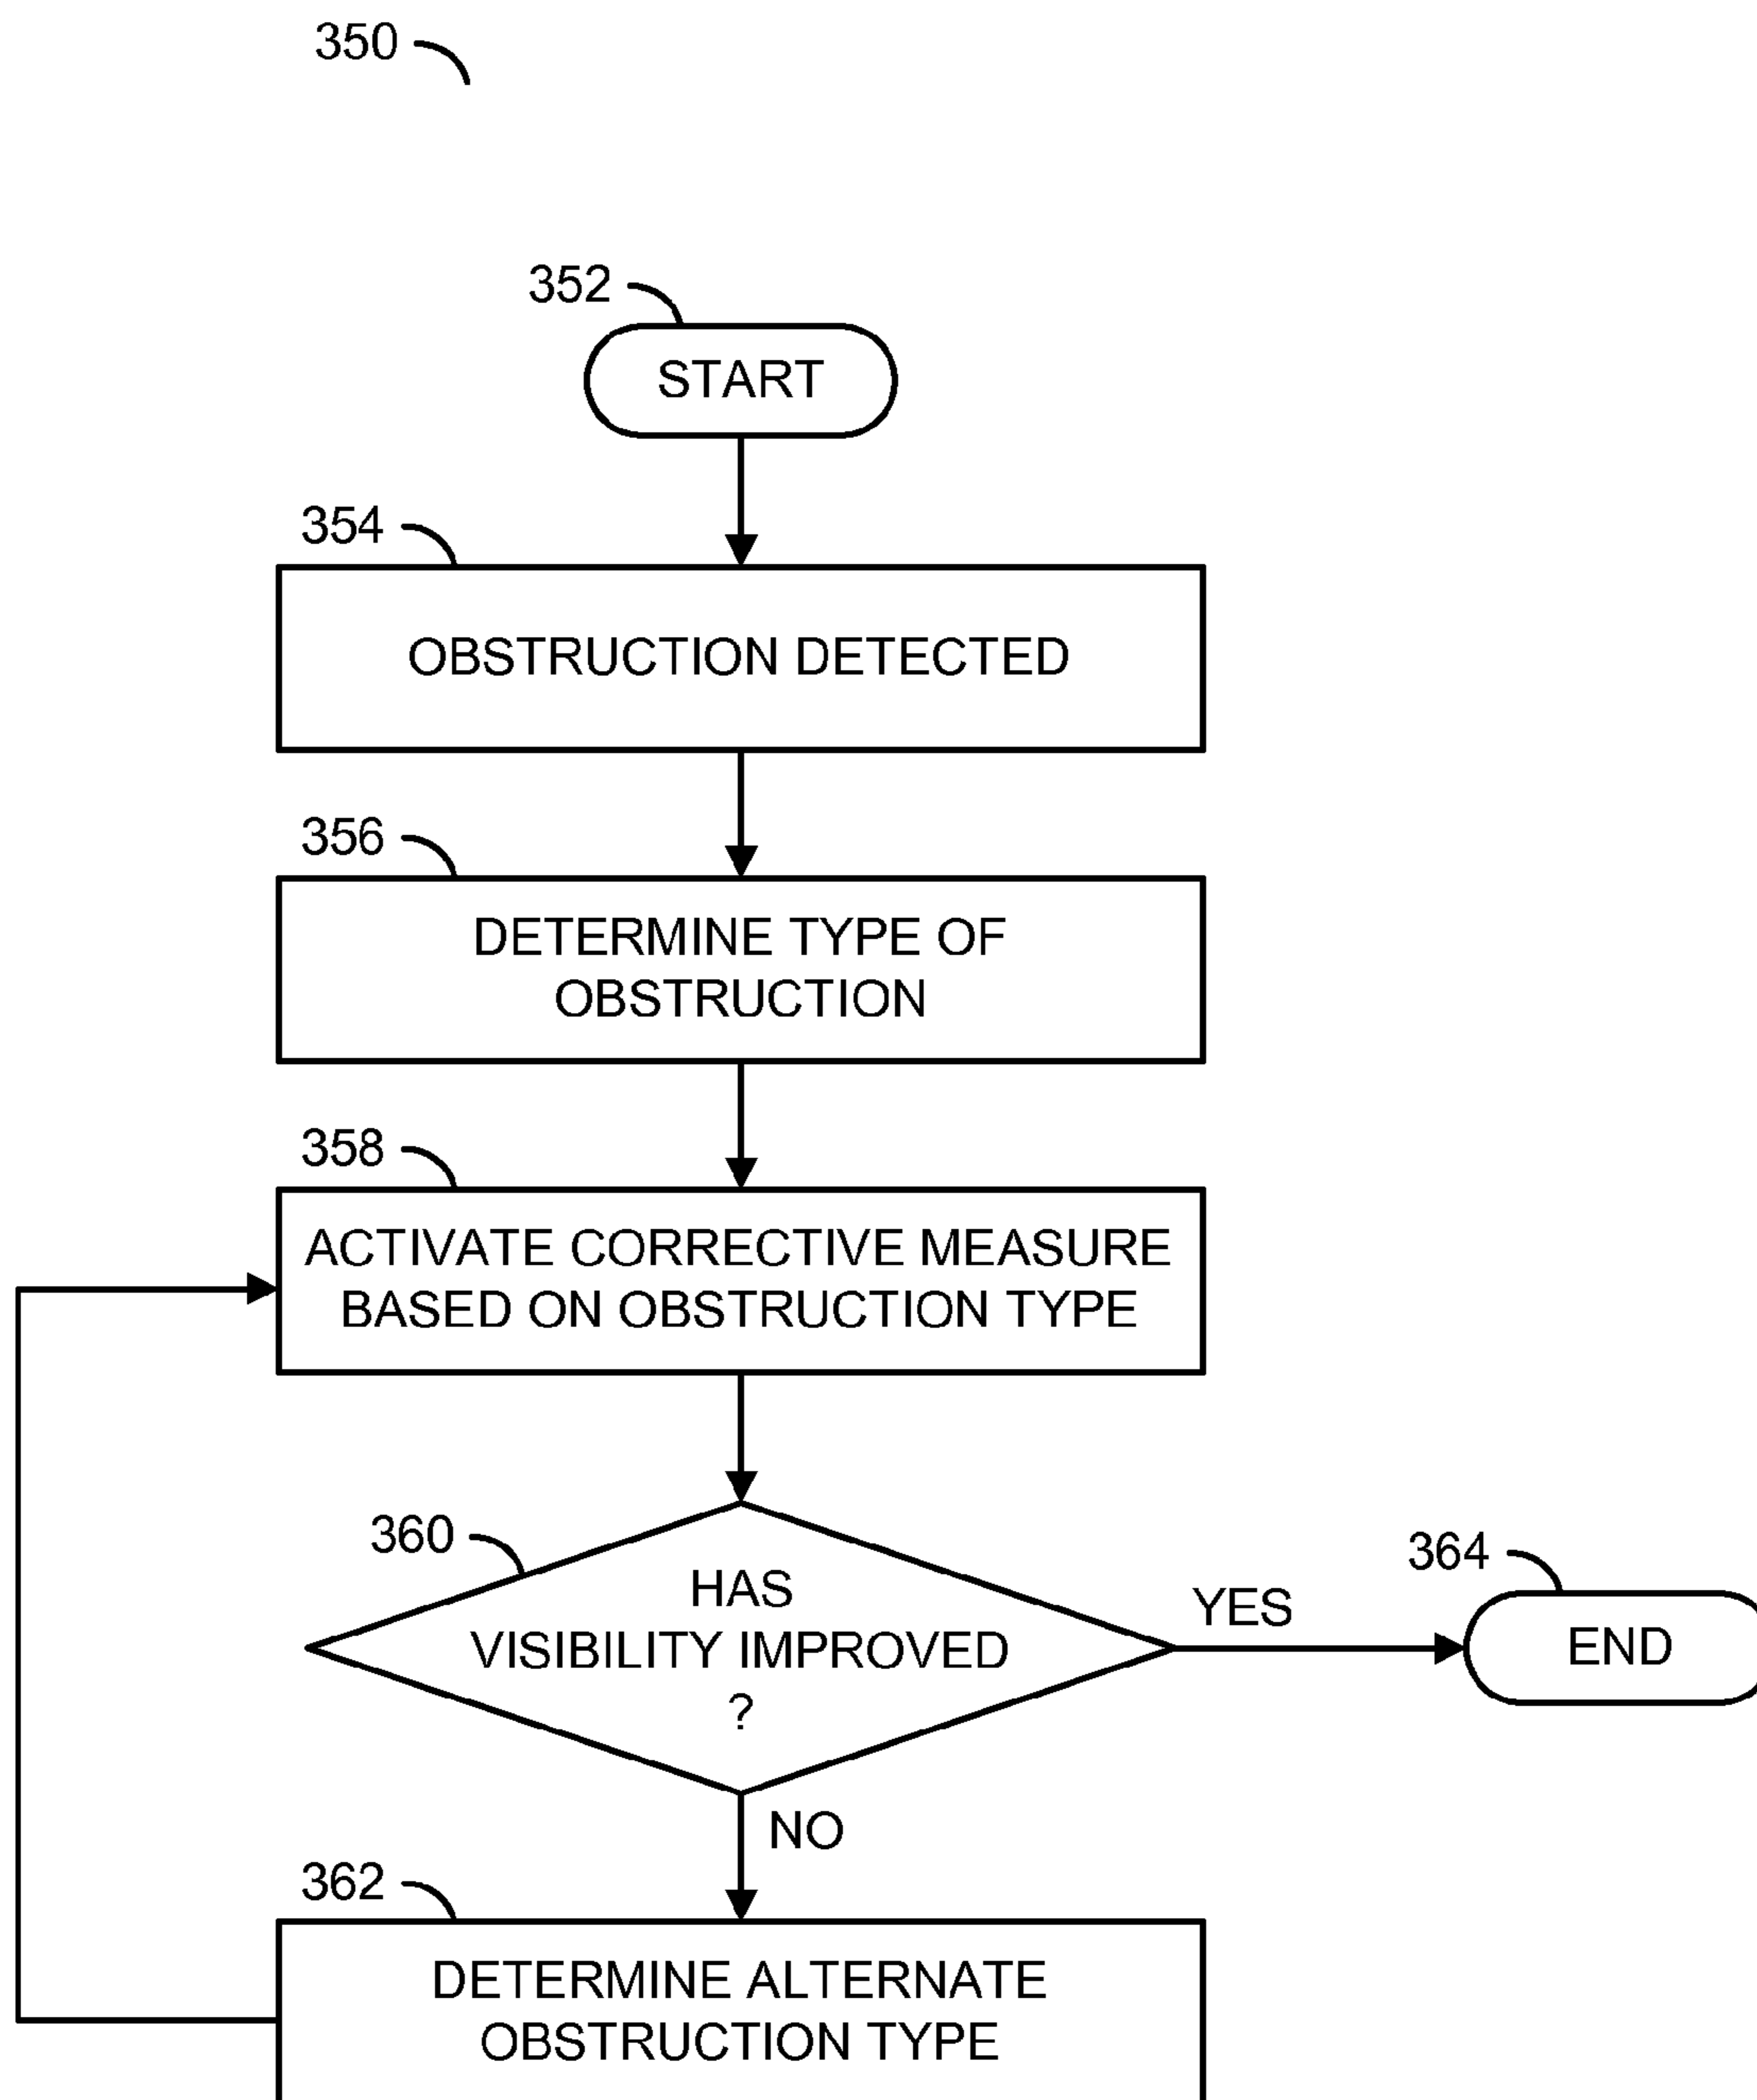 350
352
START
354
OBSTRUCTION DETECTED
356
DETERMINE TYPE OF
OBSTRUCTION
358
ACTIVATE CORRECTIVE MEASURE
BASED ON OBSTRUCTION TYPE
360
HAS
VISIBILITY IMPROVED
?
YES
364
END
NO
362
DETERMINE ALTERNATE
OBSTRUCTION TYPE